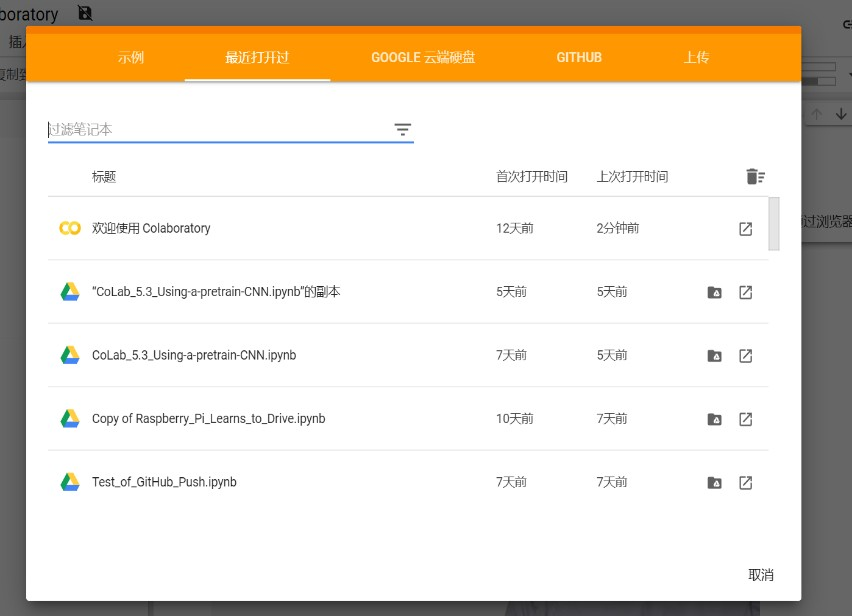 boratory
插入
复制到
示例 最近打开过 GOOGLE 云端硬盘 GITHUB 上传
过滤笔记本
标题 首次打开时间 上次打开时间
欢迎使用 Colaboratory 12天前 2分钟前
“CoLab_5.3_Using-a-pretrain-CNN.ipynb”的副本 5天前 5天前
CoLab_5.3_Using-a-pretrain-CNN.ipynb 7天前 5天前
过浏览器
Copy of Raspberry_Pi_Learns_to_Drive.ipynb 10天前 7天前
Test_of_GitHub_Push.ipynb 7天前 7天前
取消